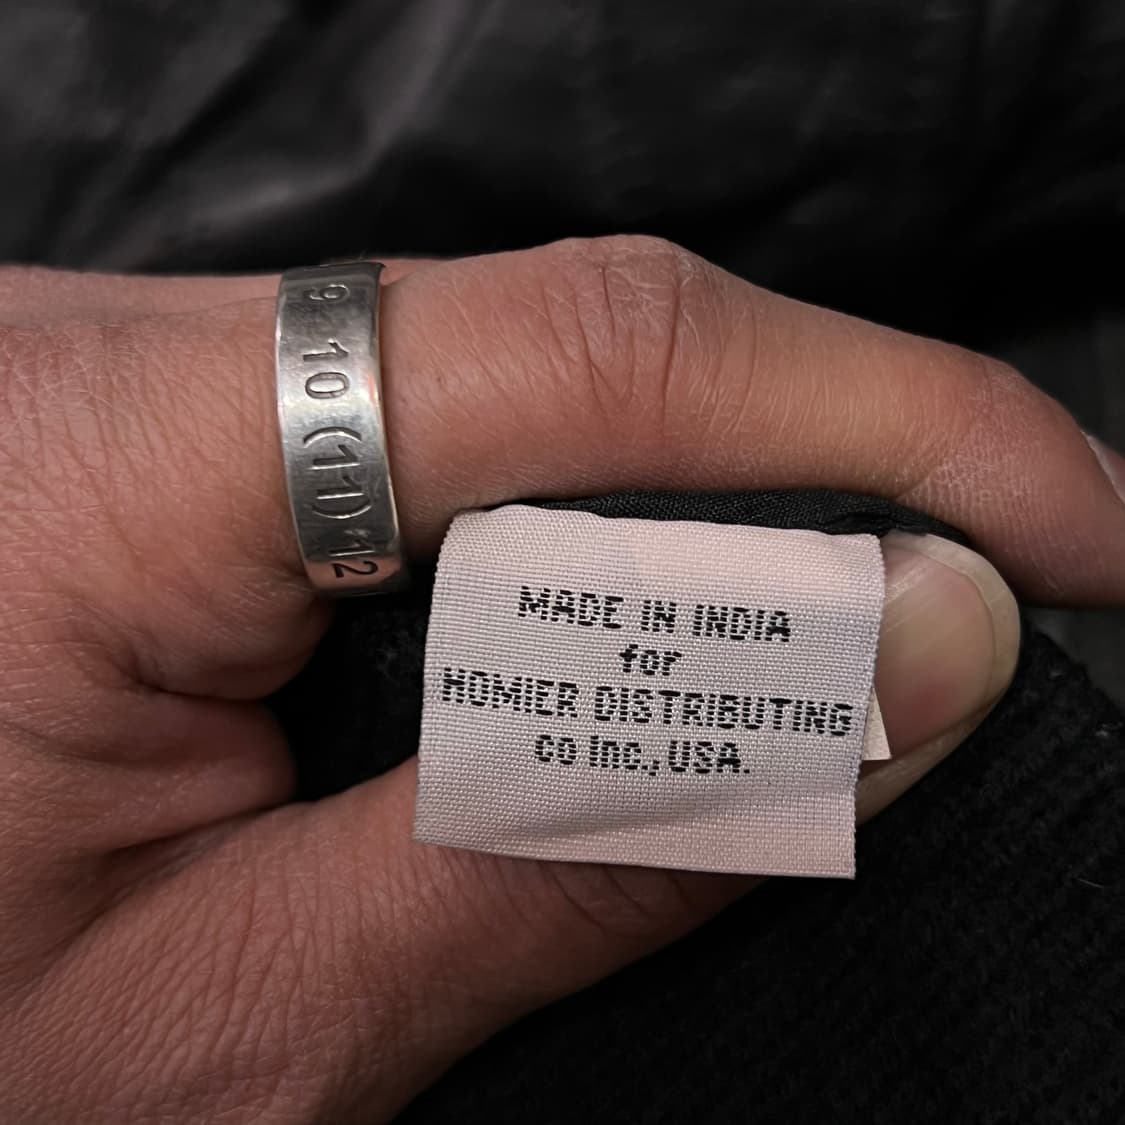 9 10 (11) 12
MADE IN INDIA
for
HOMIER DISTRIBUTING
co inc., USA.